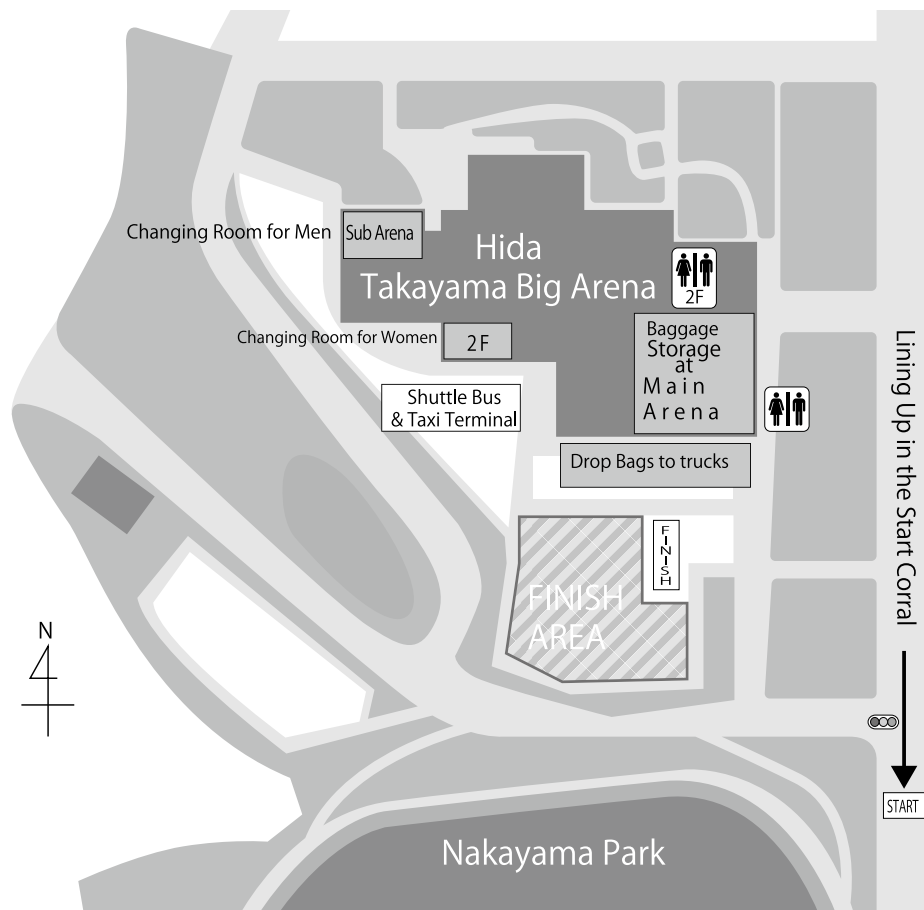 Changing Room for Men
Sub Arena
Hida
Takayama Big Arena
2F
Changing Room for Women
2F
Baggage
Storage
at
Main
Arena
Shuttle Bus
& Taxi Terminal
Drop Bags to trucks
FINISH
FINISH
AREA
Lining Up in the Start Corral
N
START
Nakayama Park